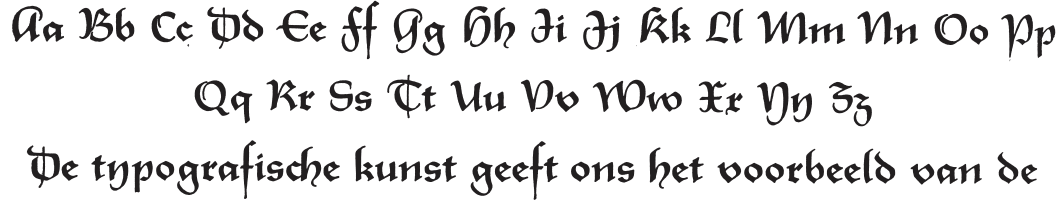 Aa Bb Cc Dd Ee Ff Gg Hh Ii Jj Kk Ll Mm Nn Oo Pp
Qq Rr Ss Tt Uu Vv Ww Xx Yy Zz
De typografische kunst geeft ons het voorbeeld van de